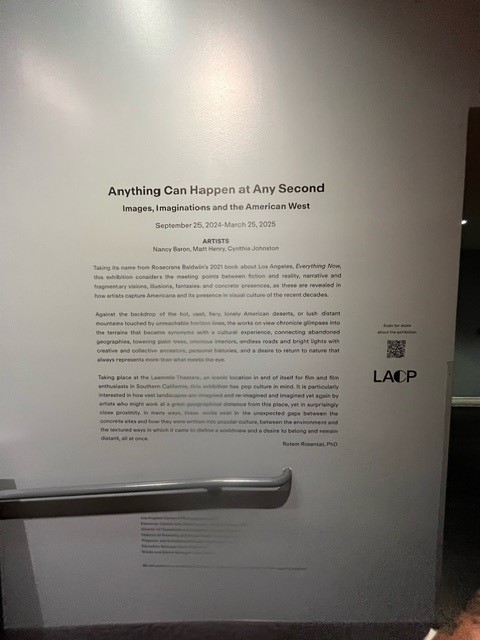 Anything Can Happen at Any Second
Images, Imaginations and the American West
September 25, 2024-March 25, 2025
ARTISTS
Nancy Baron, Matt Henry, Cynthia Johnston
Taking its name from Rosecrans Baldwin's 2021 book about Los Angeles, Everything Now,
this exhibition considers the meeting points between fiction and reality, narrative and
fragmentary visions, illusions, fantasies and concrete presences, as these are revealed in
how artists capture Americana and its presence in visual culture of the recent decades.
Against the backdrop of the hot, vast, fiery, lonely American deserts, or lush distant
mountains touched by unreachable horizon lines, the works on view chronicle glimpses into
the terrains that became synonyms with a cultural experience, connecting abandoned
geographies, towering palm trees, ominous interiors, endless roads and bright lights with
creative and collective ancestors, personal histories, and a desire to return to nature that
always represents more than what meets the eye.
Taking place at the Laemmle Theaters, an iconic location in and of itself for film and film
enthusiasts in Southern California, this exhibition has pop culture in mind. It is particularly
interested in how vast landscapes are imagined and re-imagined and imagined yet again by
artists who might work at a great geographical distance from this place, yet in surprisingly
close proximity. In many ways, these works exist in the unexpected gaps between the
concrete sites and how they were written into popular culture, between the environment and
the textured ways in which it came to define a worldview and a desire to belong and remain
distant, all at once.
Rotem Rozental, PhD
Scan for more
about the exhibition
LACP